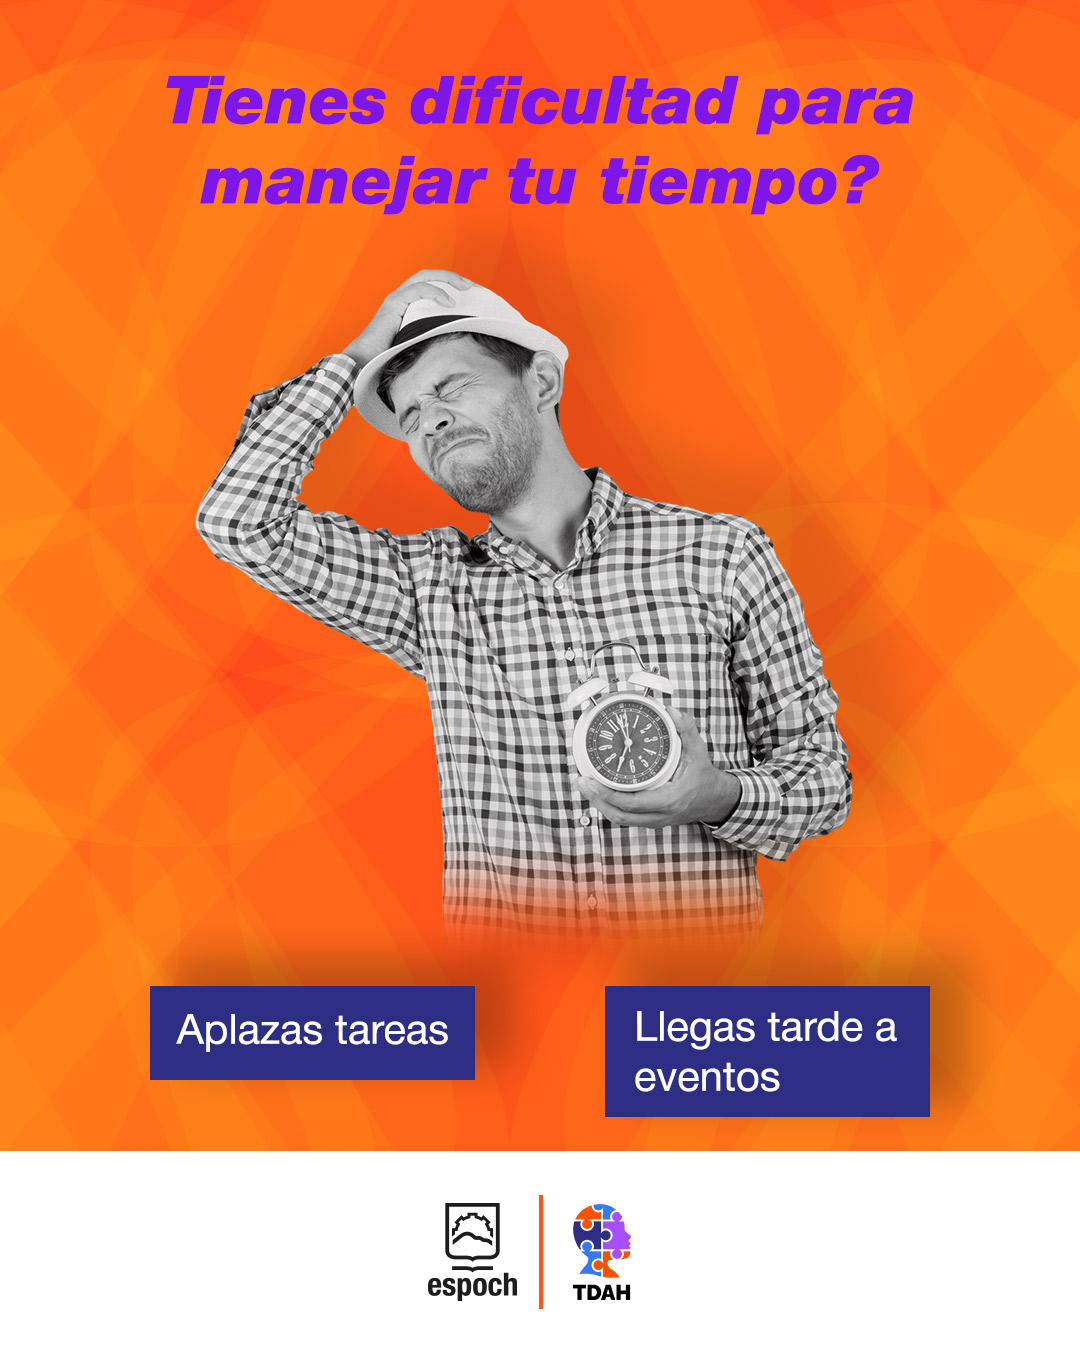 Tienes dificultad para
manejar tu tiempo?
Aplazas tareas
Llegas tarde a
eventos
espoch
TDAH